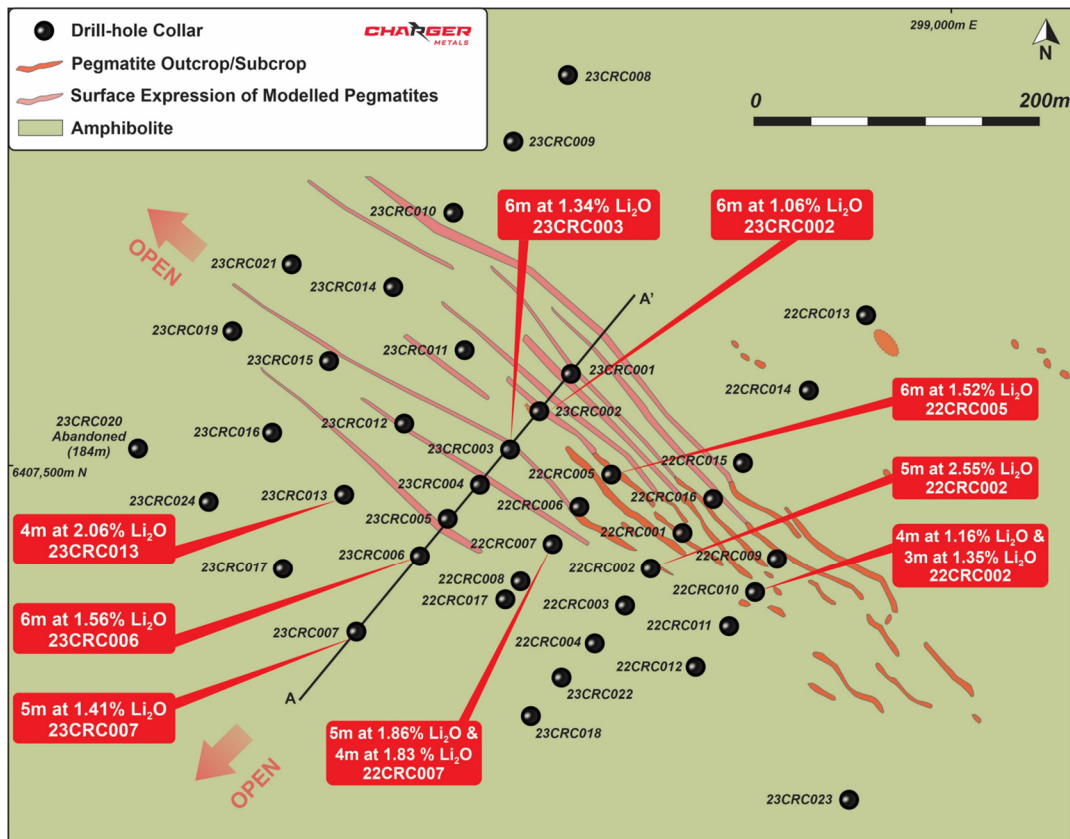 Drill-hole Collar
CHARGER
METALS
Pegmatite Outcrop/Subcrop
Surface Expression of Modelled Pegmatites
Amphibolite
299,000m E
N
0
200m
23CRC008
23CRC009
6m at 1.34% Li₂O
23CRC003
6m at 1.06% Li₂O
23CRC002
23CRC010
OPEN
23CRC021
23CRC014
A'
22CRC013
23CRC019
23CRC015
23CRC011
23CRC001
22CRC014
6m at 1.52% Li₂O
22CRC005
23CRC002
23CRC020
Abandoned
(184m)
23CRC016
23CRC012
23CRC003
22CRC015
6407,500m N
22CRC005
5m at 2.55% Li₂O
22CRC002
23CRC024
23CRC013
23CRC004
22CRC006
22CRC016
4m at 2.06% Li₂O
23CRC013
23CRC005
22CRC001
4m at 1.16% Li₂O &
3m at 1.35% Li₂O
22CRC002
23CRC017
23CRC006
22CRC007
22CRC002
22CRC009
22CRC008
22CRC017
22CRC003
22CRC010
6m at 1.56% Li₂O
23CRC006
23CRC007
22CRC004
22CRC011
22CRC012
5m at 1.41% Li₂O
23CRC007
A
23CRC022
23CRC018
5m at 1.86% Li₂O &
4m at 1.83 % Li₂O
22CRC007
OPEN
23CRC023